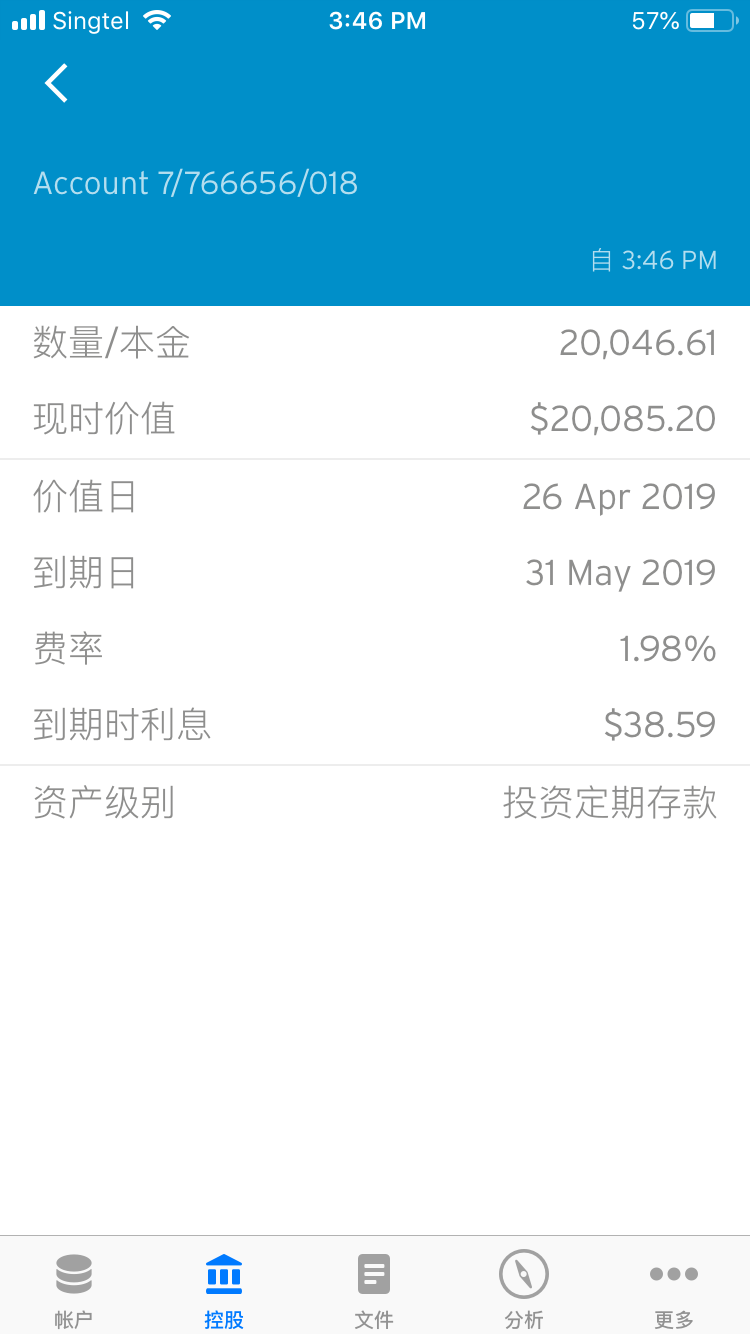 Singtel 3:46 PM 57%
Account 7/766656/018
自 3:46 PM
数量/本金 20,046.61
现时价值 $20,085.20
价值日 26 Apr 2019
到期日 31 May 2019
费率 1.98%
到期时利息 $38.59
资产级别 投资定期存款
帐户 控股 文件 分析 更多